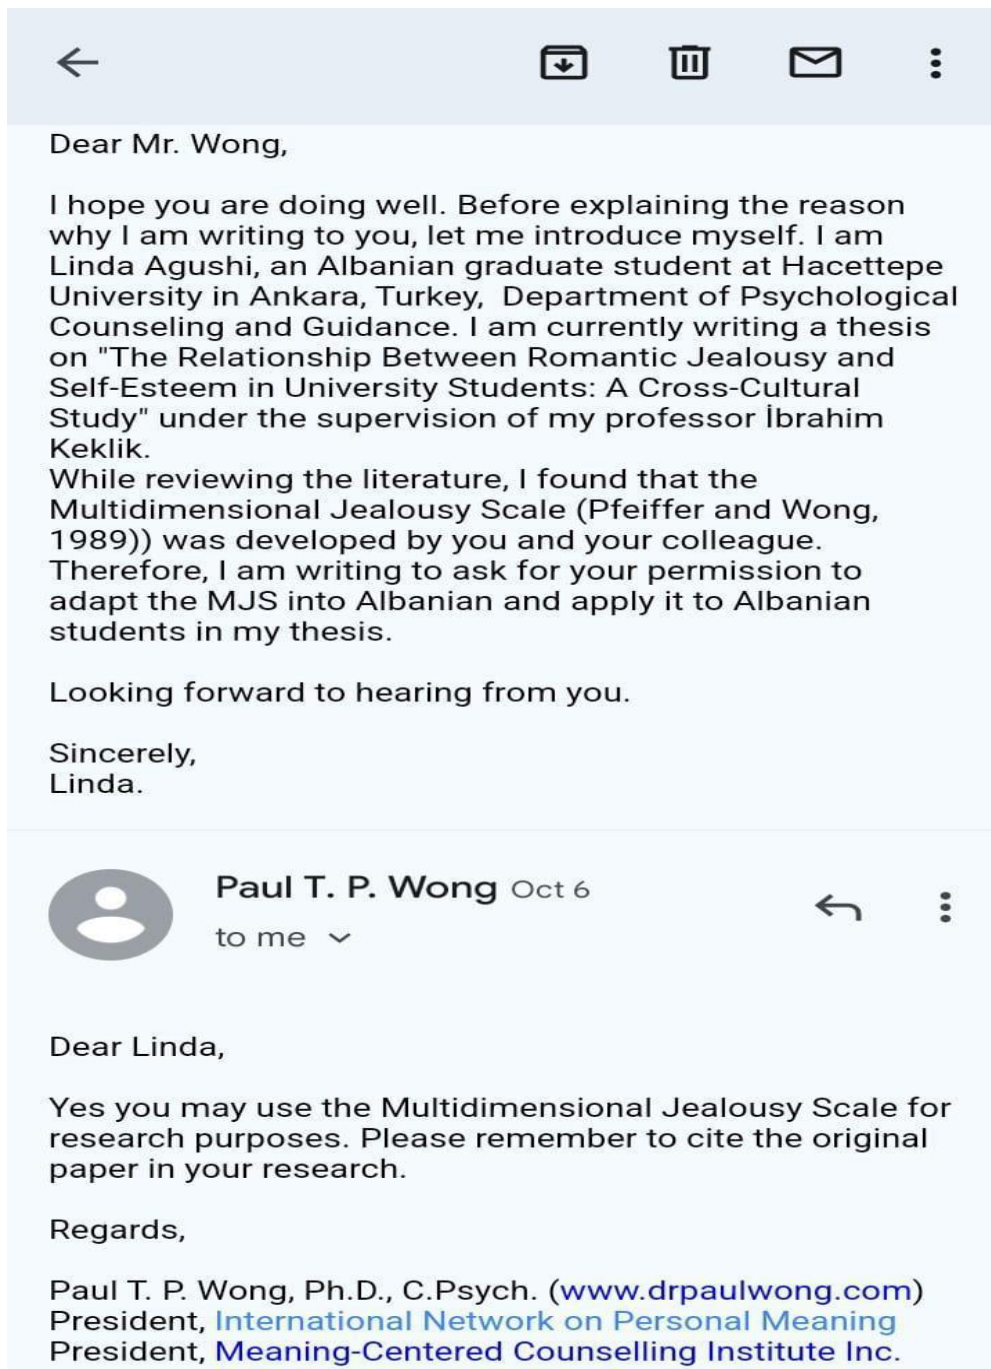 Dear Mr. Wong,
I hope you are doing well. Before explaining the reason
why I am writing to you, let me introduce myself. I am
Linda Agushi, an Albanian graduate student at Hacettepe
University in Ankara, Turkey,  Department of Psychological
Counseling and Guidance. I am currently writing a thesis
on "The Relationship Between Romantic Jealousy and
Self-Esteem in University Students: A Cross-Cultural
Study" under the supervision of my professor İbrahim
Keklik.
While reviewing the literature, I found that the
Multidimensional Jealousy Scale (Pfeiffer and Wong,
1989)) was developed by you and your colleague.
Therefore, I am writing to ask for your permission to
adapt the MJS into Albanian and apply it to Albanian
students in my thesis.
Looking forward to hearing from you.
Sincerely,
Linda.
Paul T. P. Wong Oct 6
to me
Dear Linda,
Yes you may use the Multidimensional Jealousy Scale for
research purposes. Please remember to cite the original
paper in your research.
Regards,
Paul T. P. Wong, Ph.D., C.Psych. (www.drpaulwong.com)
President, International Network on Personal Meaning
President, Meaning-Centered Counselling Institute Inc.